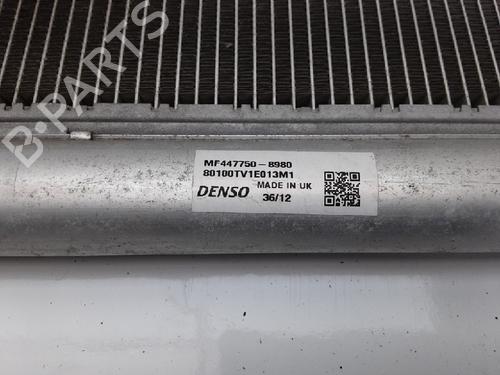 B-PARTS
MF447750-8980
80100TV1E013M1
DENSO MADE IN UK
36/12